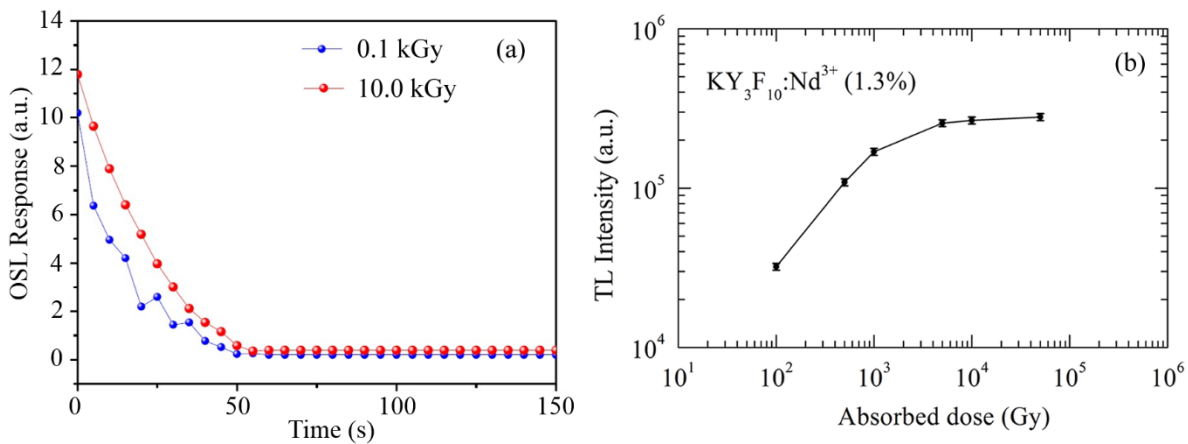 14
12
10
8
6
4
2
0
OSL Response (a.u.)
0
50
100
150
Time (s)
0.1 kGy
10.0 kGy
(a)
10⁶
10⁵
10⁴
TL Intensity (a.u.)
10¹
10²
10³
10⁴
10⁵
10⁶
Absorbed dose (Gy)
KY₃F₁₀:Nd³⁺ (1.3%)
(b)